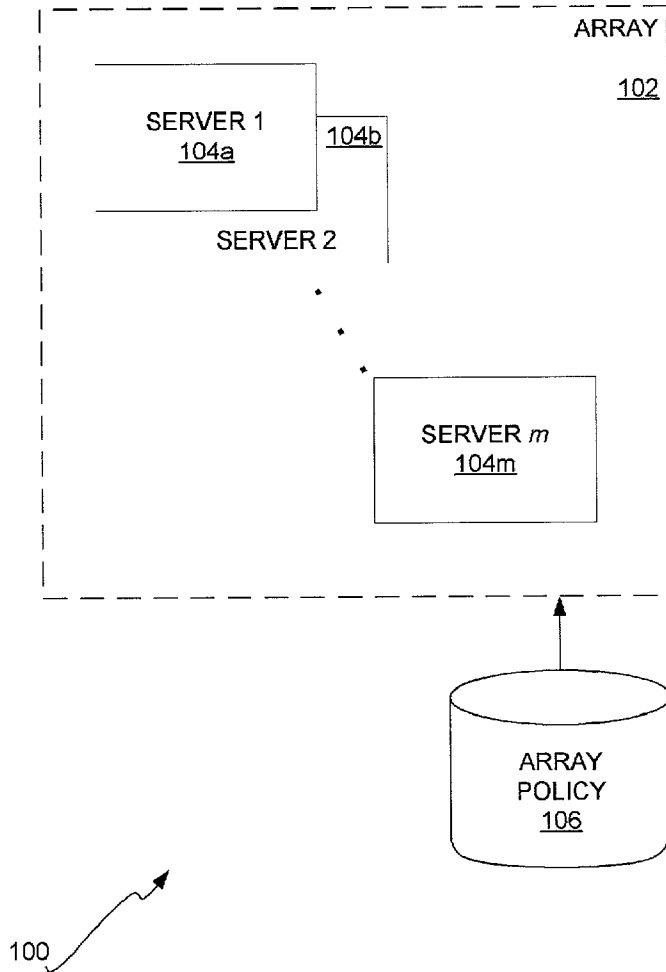 ARRAY
102
SERVER 1
104a
104b
SERVER 2
SERVER m
104m
ARRAY
POLICY
106
100